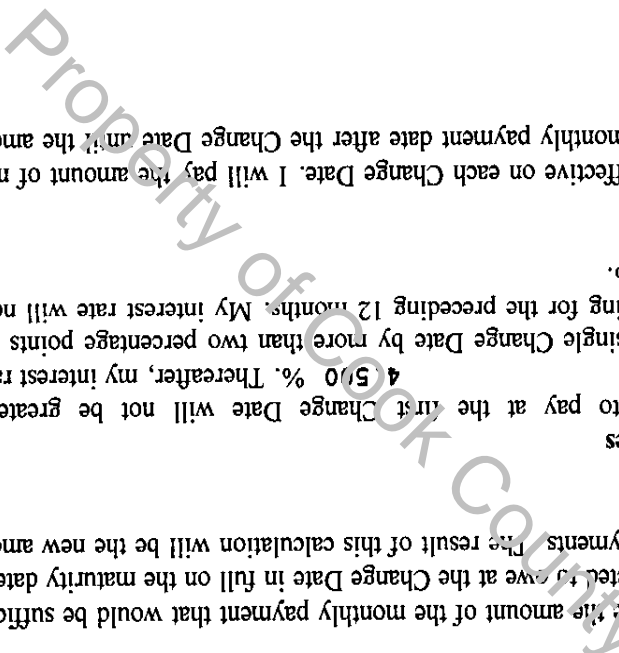 the amount of the monthly payment that would be suffic
ted to owe at the Change Date in full on the maturity date
yments. The result of this calculation will be the new am
es
to pay at the first Change Date will not be greate
4.500 %. Thereafter, my interest ra
single Change Date by more than two percentage points
ing for the preceding 12 months. My interest rate will no
o.
ffective on each Change Date. I will pay the amount of
monthly payment date after the Change Date until the am
Property of Cook County